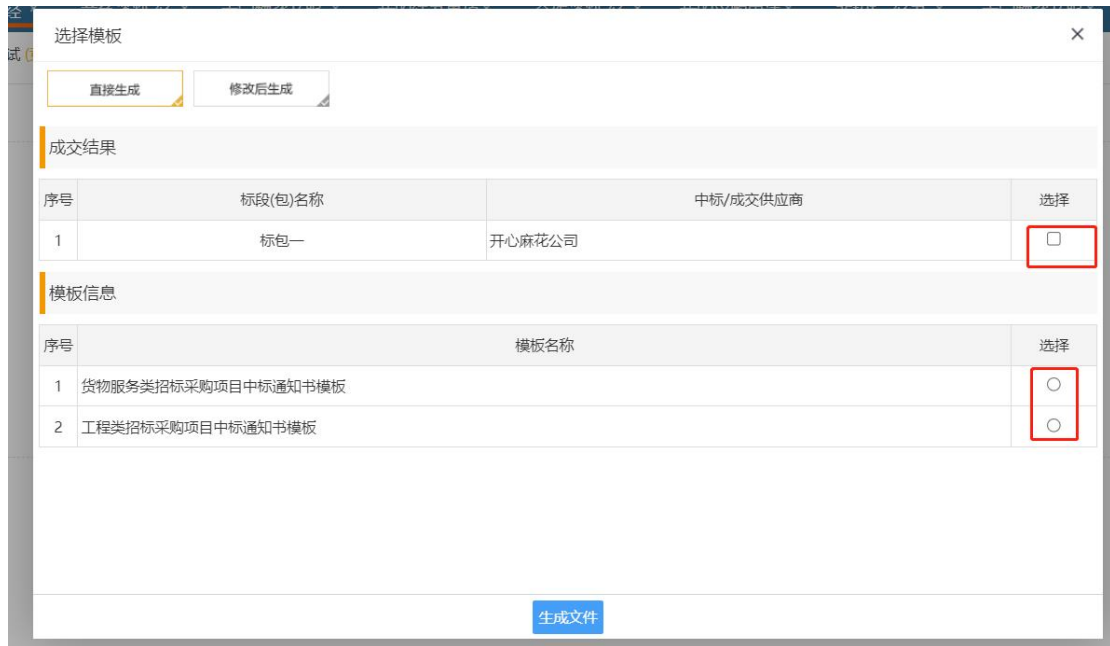 选择模板
直接生成 修改后生成
成交结果
序号 标段(包)名称 中标/成交供应商 选择
1 标包一 开心麻花公司
模板信息
序号 模板名称 选择
1 货物服务类招标采购项目中标通知书模板
2 工程类招标采购项目中标通知书模板
生成文件